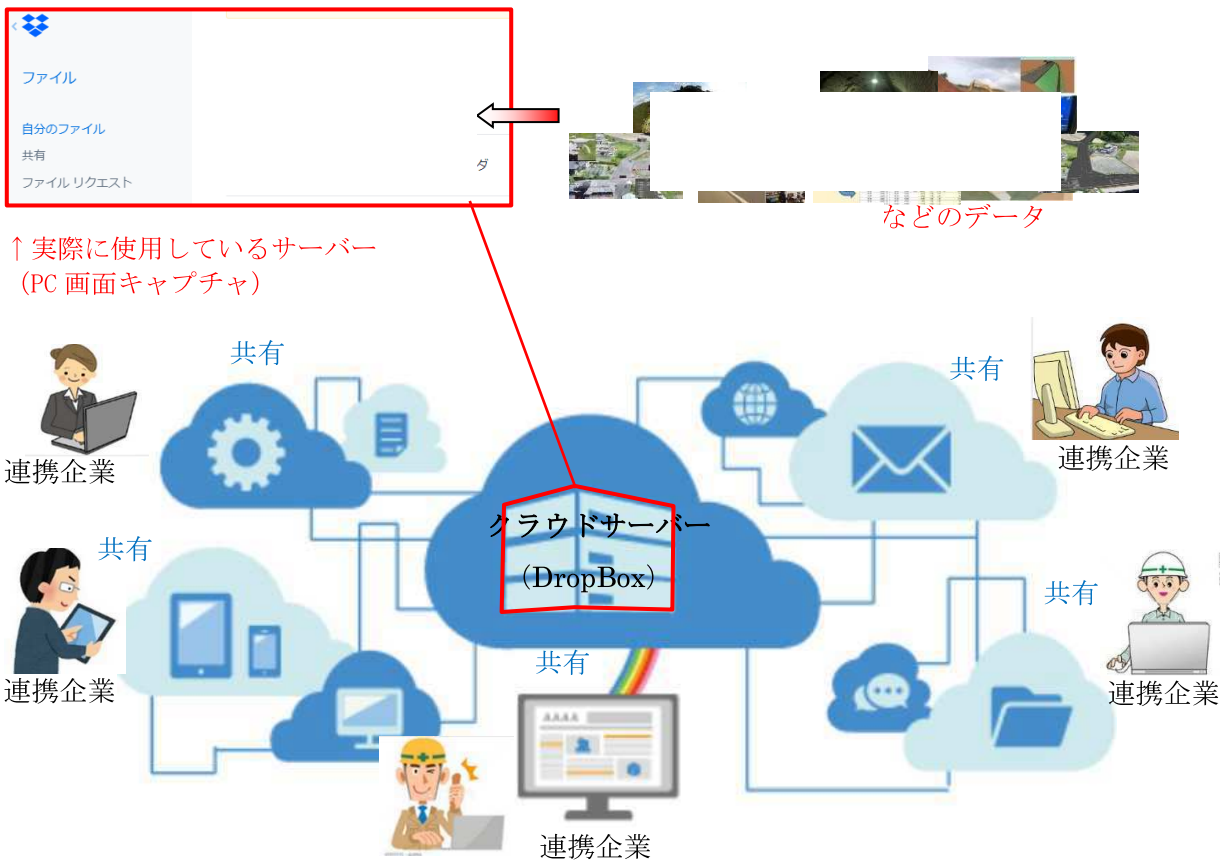 ファイル
自分のファイル
共有
ファイル リクエスト
ダ
などのデータ
↑実際に使用しているサーバー
（PC 画面キャプチャ）
共有
共有
連携企業
連携企業
クラウドサーバー
（DropBox）
共有
共有
共有
連携企業
連携企業
AAAA
連携企業